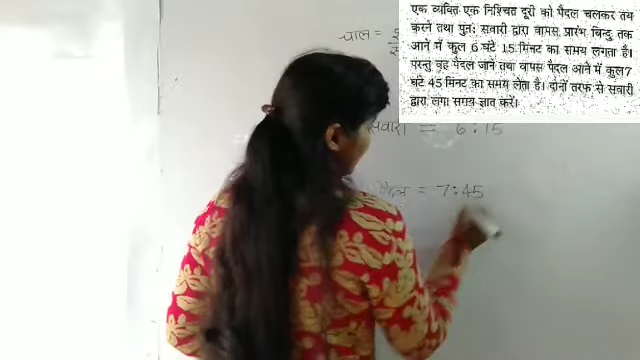 एक व्यक्ति एक निश्चित दूरी को पैदल चलकर तय
करने तथा पुनः सवारी द्वारा वापस प्रारंभ बिन्दु तक
आने में कुल 6 घंटे 15 मिनट का समय लगता है।
परन्तु वह पैदल जाने तथा वापस पैदल आने में कुल 7
घंटे 45 मिनट का समय लेता है। दोनों तरफ से सवारी
द्वारा लगा समय ज्ञात करें।
चाल =
सवारी = 6:15
पैदल = 7:45